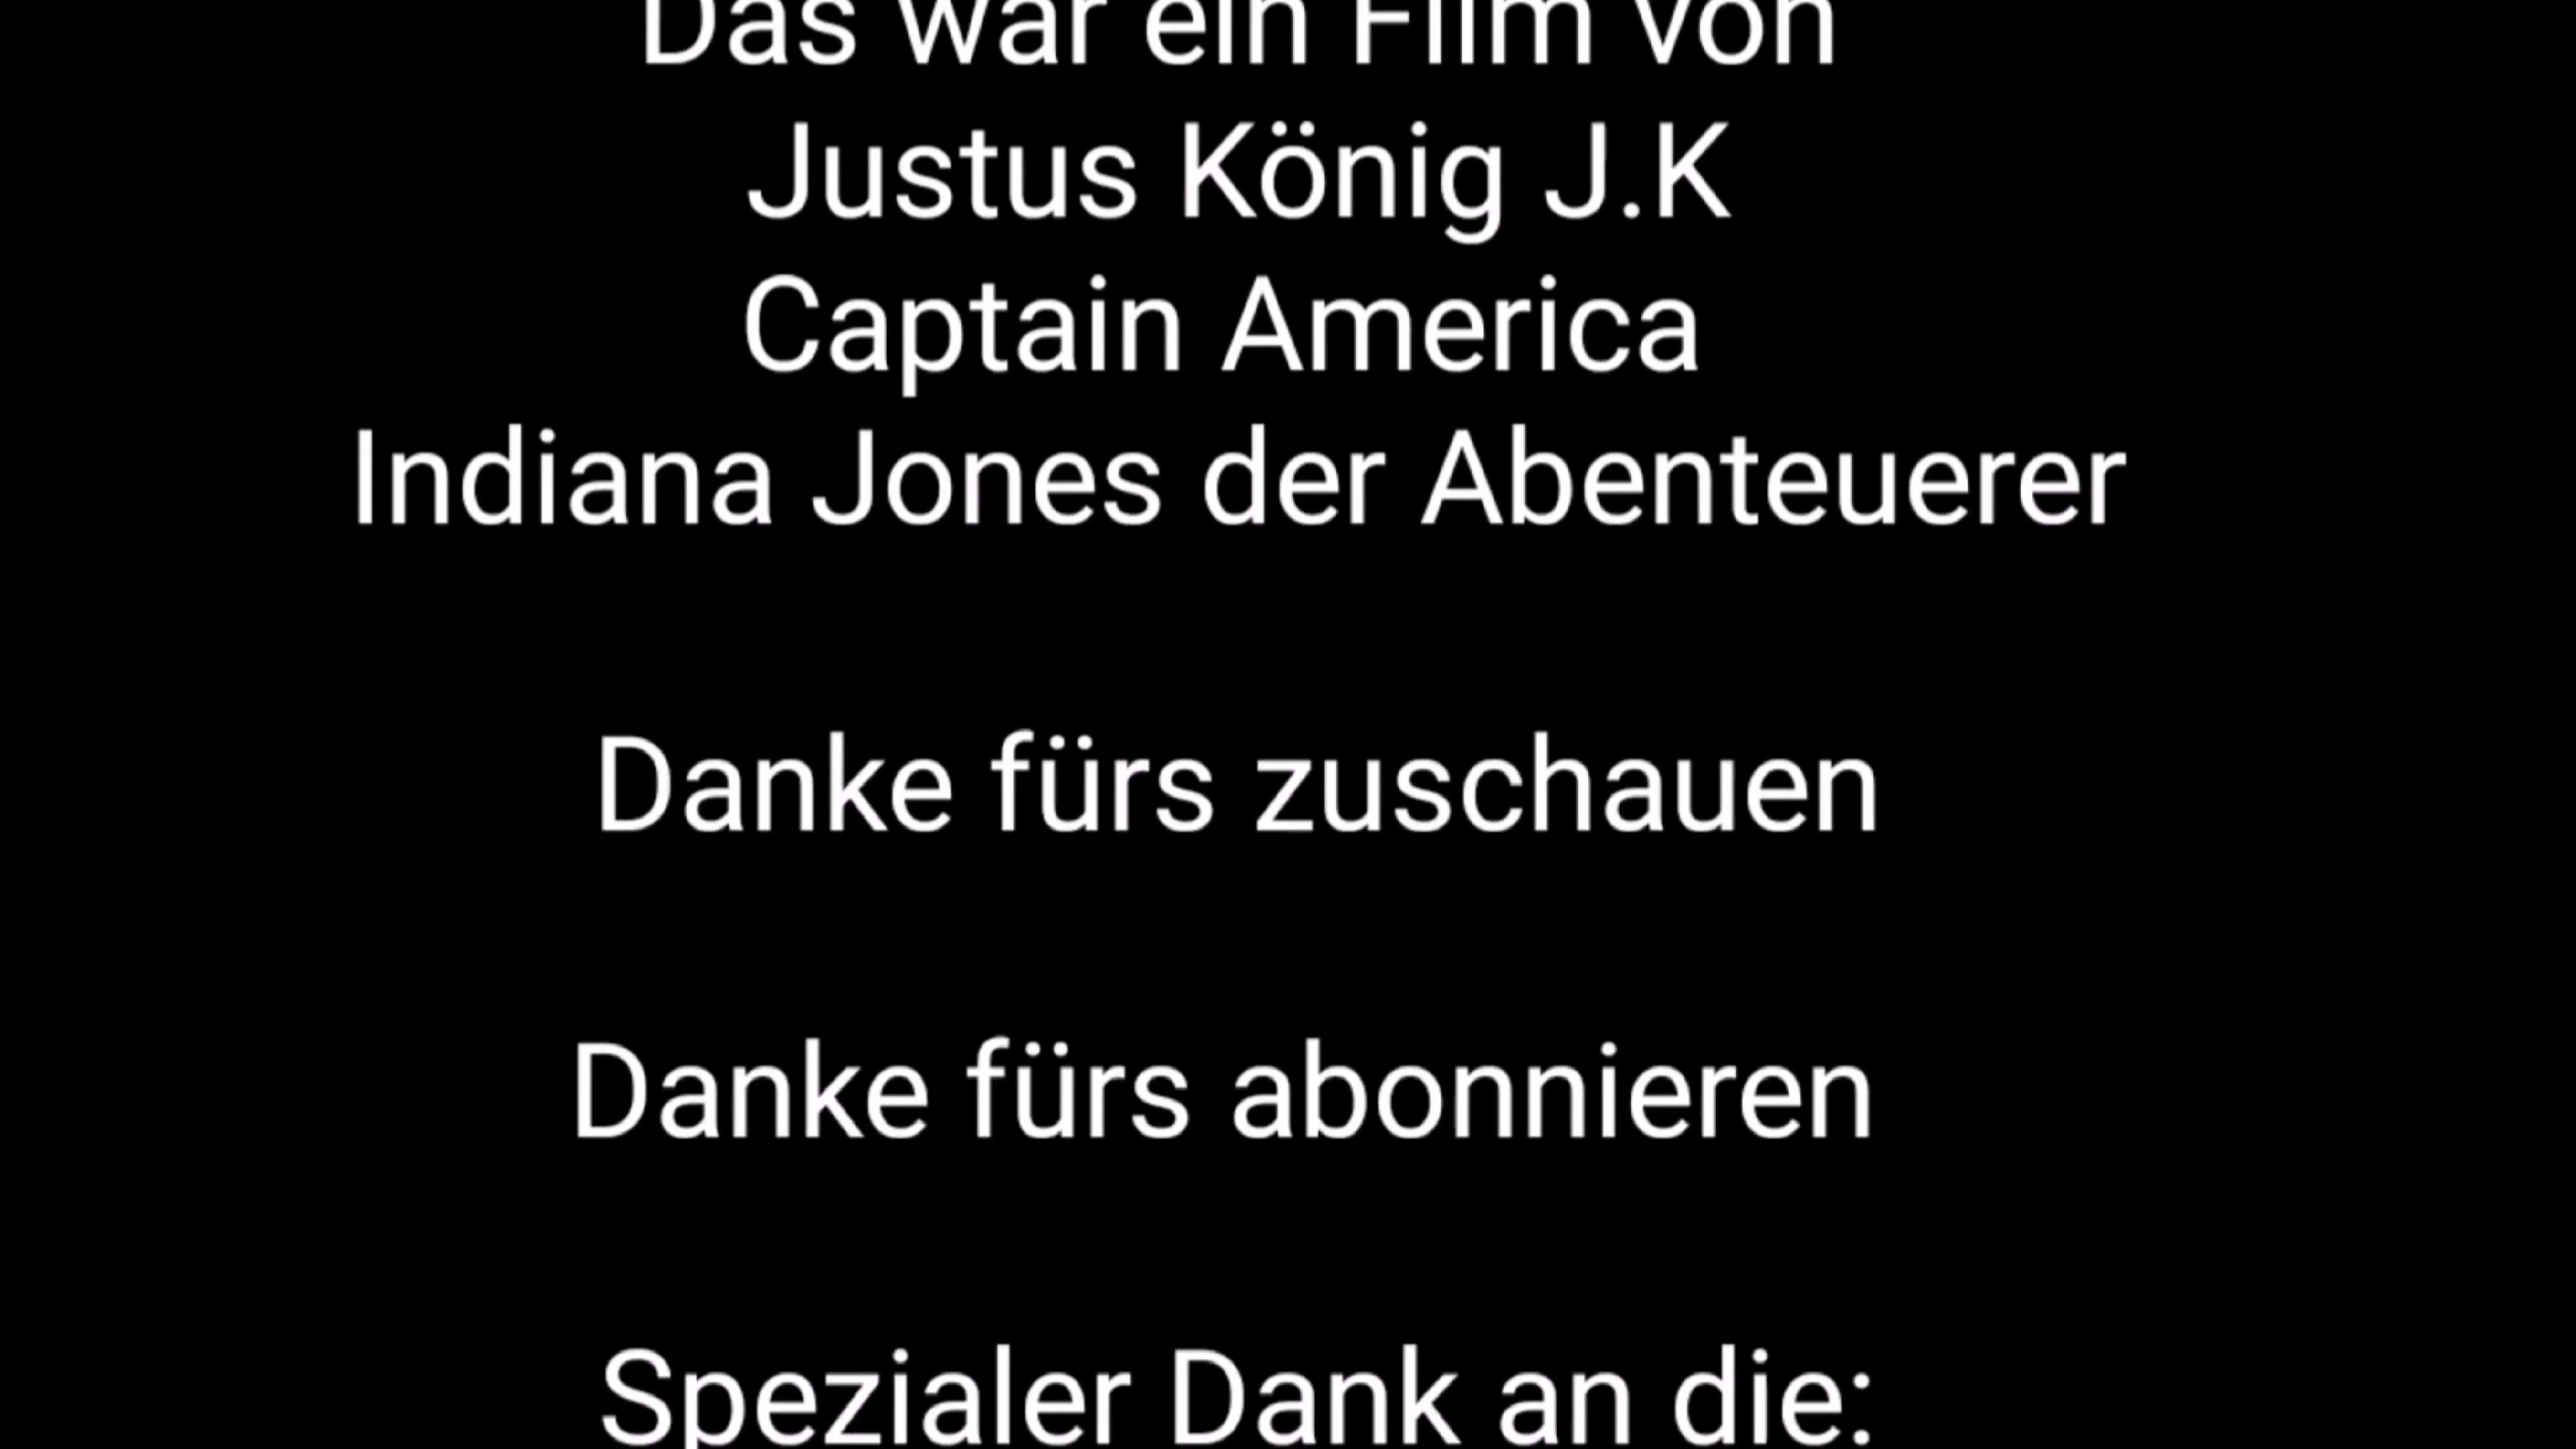 Das war ein Film von
Justus König J.K
Captain America
Indiana Jones der Abenteuerer
Danke fürs zuschauen
Danke fürs abonnieren
Spezialer Dank an die: